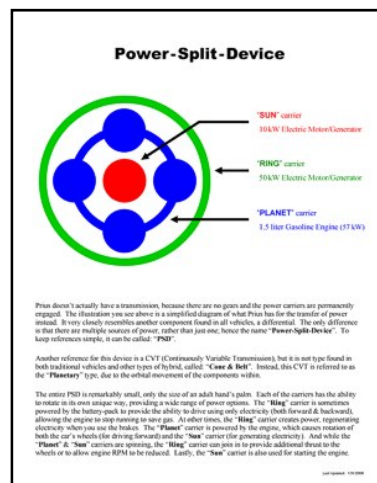 Power-Split-Device
"SUN" carrier
10kW Electric Motor/Generator
"RING" carrier
50kW Electric Motor/Generator
"PLANET" carrier
1.5 liter Gasoline Engine (57 kW)
Prius doesn't actually have a transmission, because there are no gears and the power carriers are permanently
engaged. The illustration you see above is a simplified diagram of what Prius has for the transfer of power
instead. It very closely resembles another component found in all vehicles, a differential. The only difference
is that there are multiple sources of power, rather than just one; hence the name "Power-Split-Device". To
keep references simple, it can be called: "PSD".
Another reference for this device is a CVT (Continuously Variable Transmission), but it is not type found in
both traditional vehicles and other types of hybrid, called: "Cone & Belt". Instead, this CVT is referred to as
the "Planetary" type, due to the orbital movement of the components within.
The entire PSD is remarkably small, only the size of an adult hand's palm. Each of the carriers has the ability
to rotate in its own unique way, providing a wide range of power options. The "Ring" carrier is sometimes
powered by the battery-pack to provide the ability to drive using only electricity (both forward & backward),
allowing the engine to stop running to save gas. At other times, the "Ring" carrier creates power, regenerating
electricity when you use the brakes. The "Planet" carrier is powered by the engine, which causes rotation of
both the car's wheels (for driving forward) and the "Sun" carrier (for generating electricity). And while the
"Planet" & "Sun" carriers are spinning, the "Ring" carrier can join in to provide additional thrust to the
wheels or to allow engine RPM to be reduced. Lastly, the "Sun" carrier is also used for starting the engine.
Last Updated: